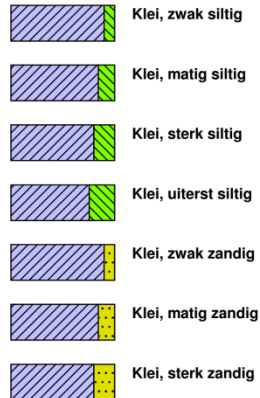 Klei, zwak siltig
Klei, matig siltig
Klei, sterk siltig
Klei, uiterst siltig
Klei, zwak zandig
Klei, matig zandig
Klei, sterk zandig